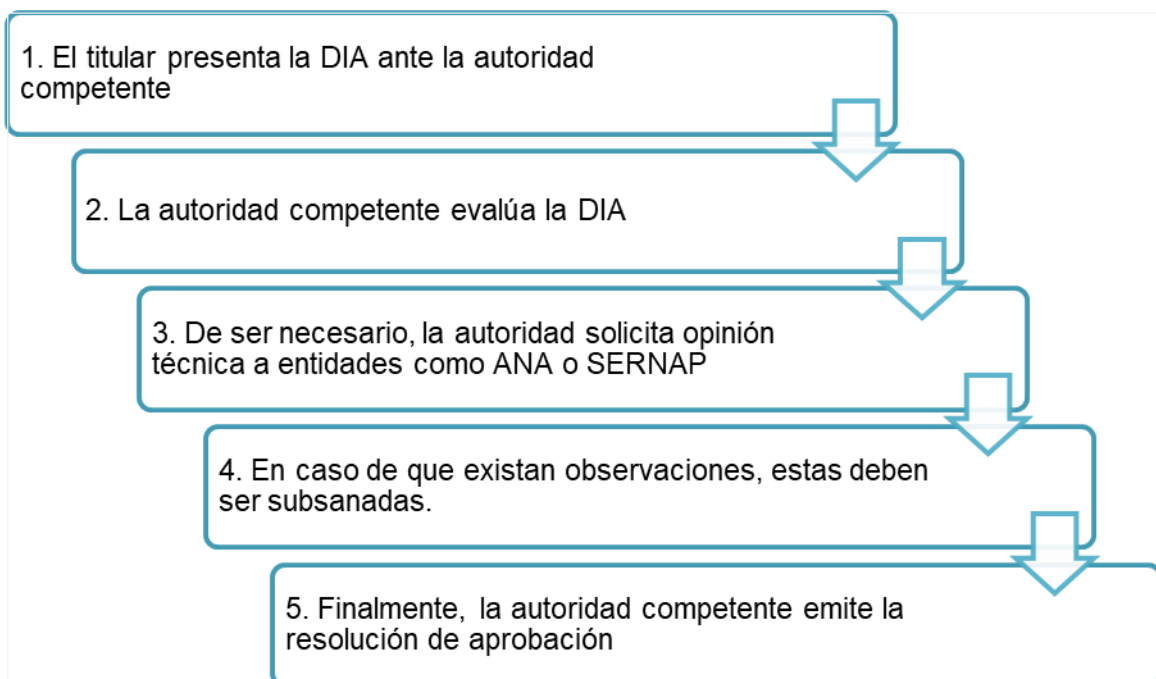 1. El titular presenta la DIA ante la autoridad
competente
2. La autoridad competente evalúa la DIA
3. De ser necesario, la autoridad solicita opinión
técnica a entidades como ANA o SERNAP
4. En caso de que existan observaciones, estas deben
ser subsanadas.
5. Finalmente, la autoridad competente emite la
resolución de aprobación